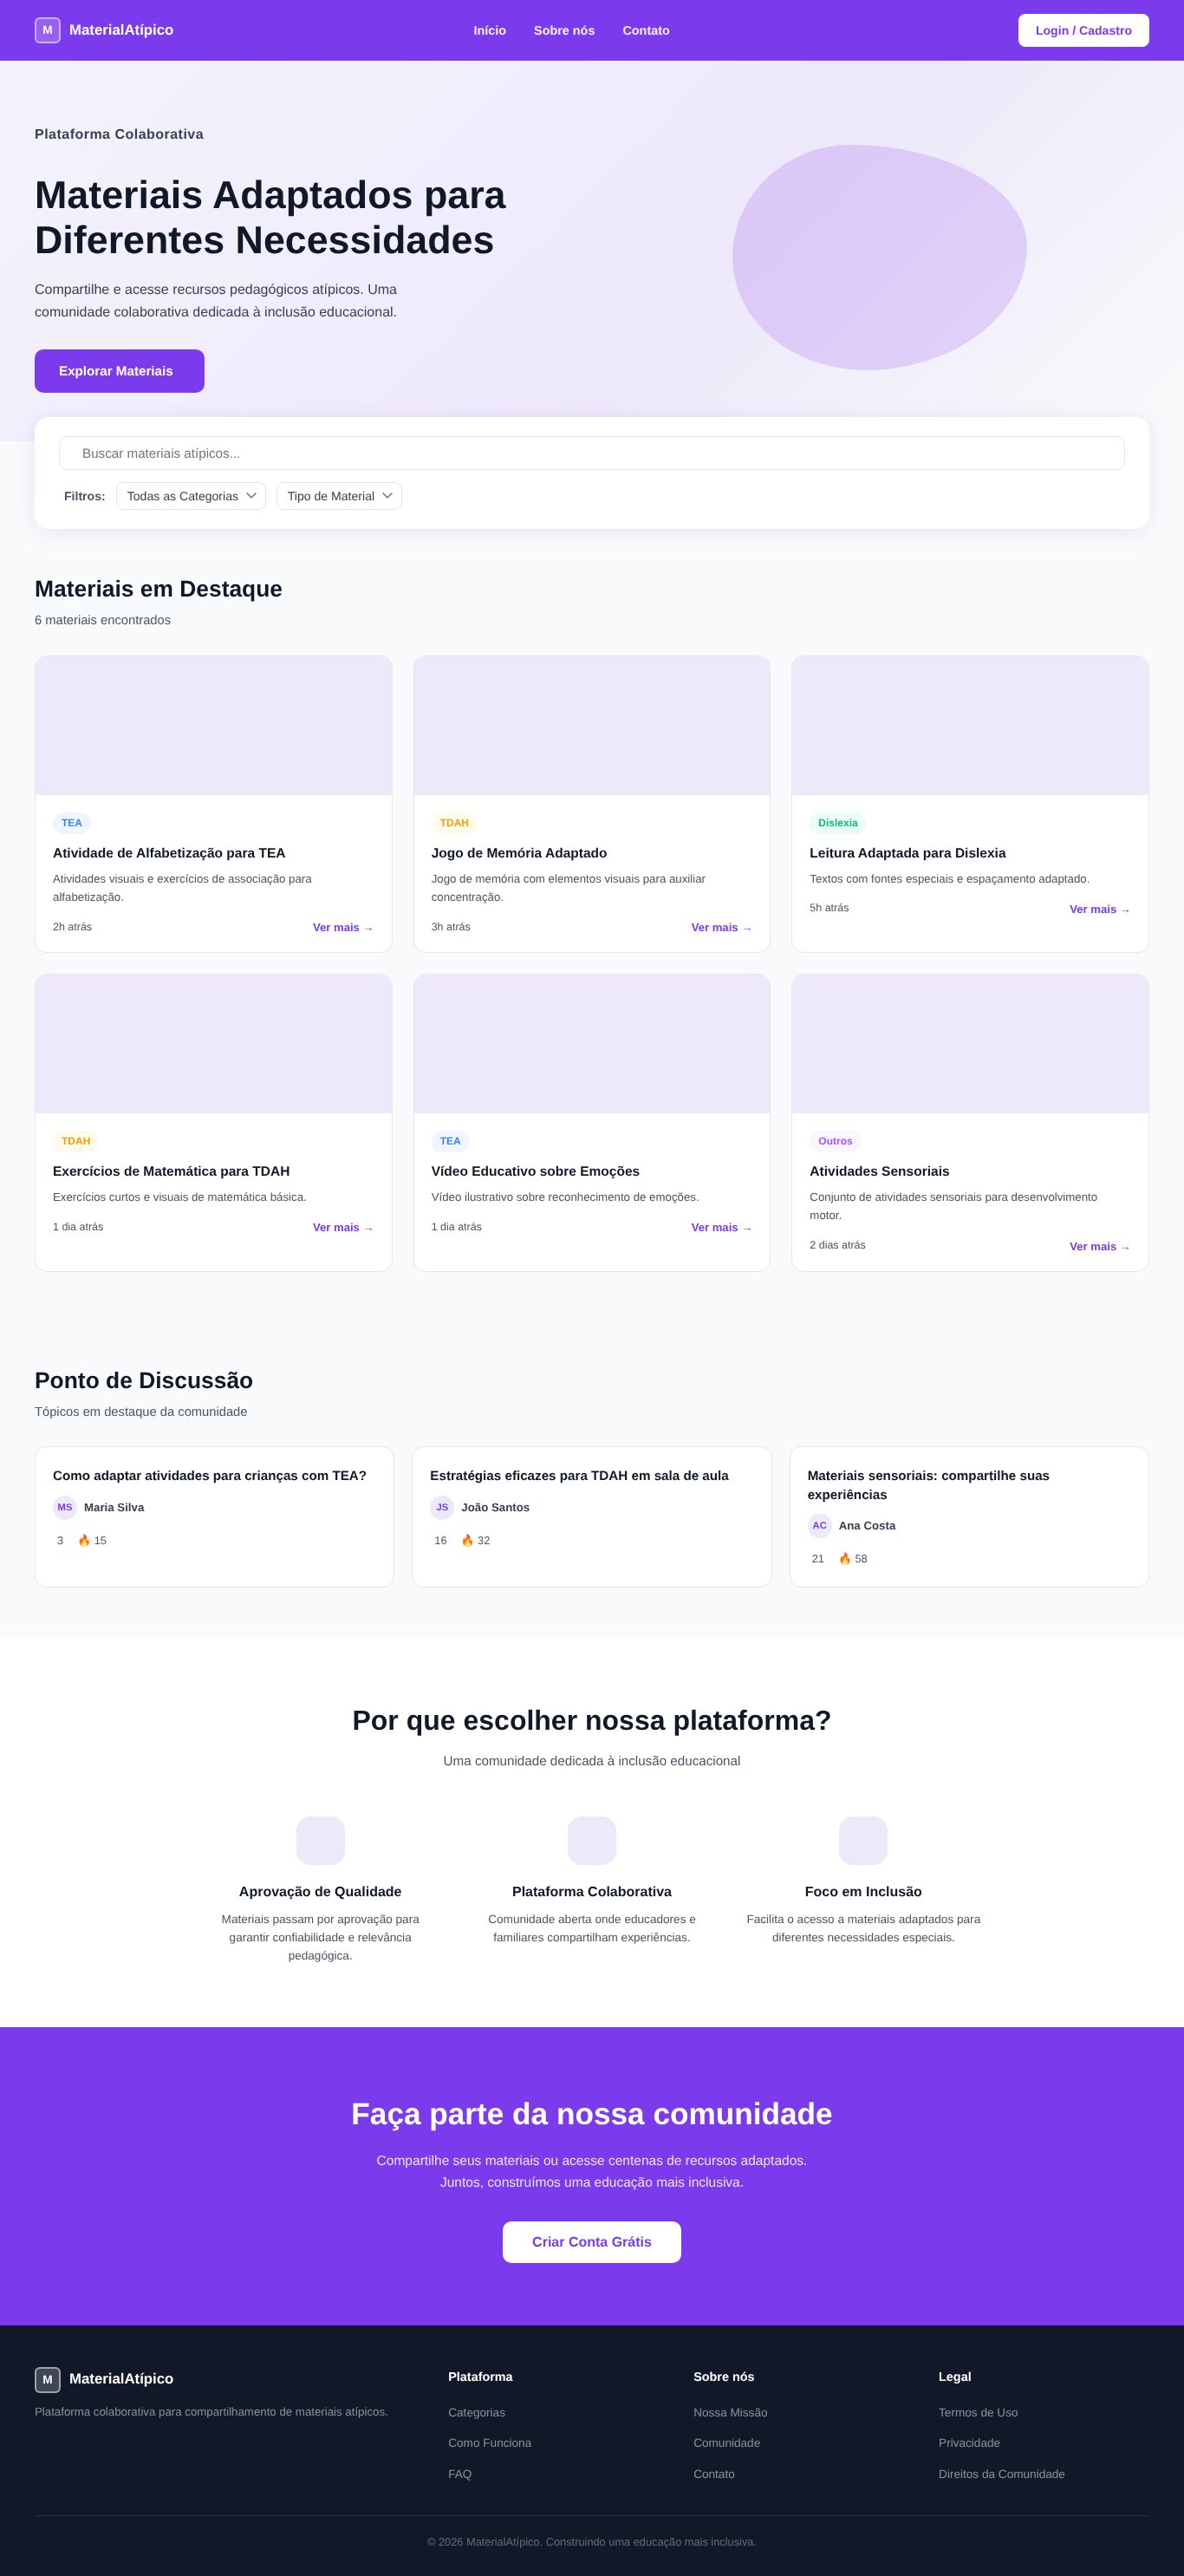 M MaterialAtípico
Início Sobre nós Contato
Login / Cadastro
Plataforma Colaborativa
Materiais Adaptados para
Diferentes Necessidades
Compartilhe e acesse recursos pedagógicos atípicos. Uma
comunidade colaborativa dedicada à inclusão educacional.
Explorar Materiais
Buscar materiais atípicos...
Filtros: Todas as Categorias Tipo de Material
Materiais em Destaque
6 materiais encontrados
TEA
Atividade de Alfabetização para TEA
Atividades visuais e exercícios de associação para
alfabetização.
2h atrás Ver mais →
TDAH
Jogo de Memória Adaptado
Jogo de memória com elementos visuais para auxiliar
concentração.
3h atrás Ver mais →
Dislexia
Leitura Adaptada para Dislexia
Textos com fontes especiais e espaçamento adaptado.
5h atrás Ver mais →
TDAH
Exercícios de Matemática para TDAH
Exercícios curtos e visuais de matemática básica.
1 dia atrás Ver mais →
TEA
Vídeo Educativo sobre Emoções
Vídeo ilustrativo sobre reconhecimento de emoções.
1 dia atrás Ver mais →
Outros
Atividades Sensoriais
Conjunto de atividades sensoriais para desenvolvimento
motor.
2 dias atrás Ver mais →
Ponto de Discussão
Tópicos em destaque da comunidade
Como adaptar atividades para crianças com TEA?
MS Maria Silva
3 🔥 15
Estratégias eficazes para TDAH em sala de aula
JS João Santos
16 🔥 32
Materiais sensoriais: compartilhe suas
experiências
AC Ana Costa
21 🔥 58
Por que escolher nossa plataforma?
Uma comunidade dedicada à inclusão educacional
Aprovação de Qualidade
Materiais passam por aprovação para
garantir confiabilidade e relevância
pedagógica.
Plataforma Colaborativa
Comunidade aberta onde educadores e
familiares compartilham experiências.
Foco em Inclusão
Facilita o acesso a materiais adaptados para
diferentes necessidades especiais.
Faça parte da nossa comunidade
Compartilhe seus materiais ou acesse centenas de recursos adaptados.
Juntos, construímos uma educação mais inclusiva.
Criar Conta Grátis
M MaterialAtípico
Plataforma colaborativa para compartilhamento de materiais atípicos.
Plataforma
Categorias
Como Funciona
FAQ
Sobre nós
Nossa Missão
Comunidade
Contato
Legal
Termos de Uso
Privacidade
Direitos da Comunidade
© 2026 MaterialAtípico. Construindo uma educação mais inclusiva.